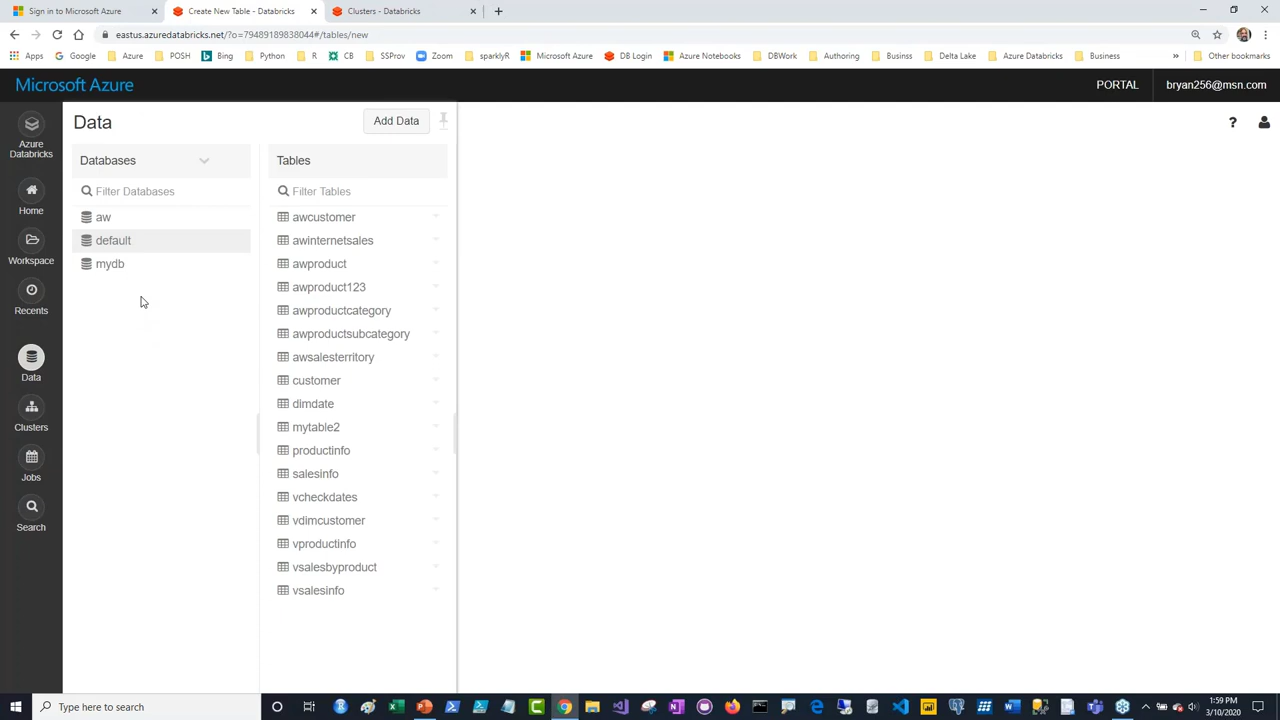 Sign in to Microsoft Azure
Create New Table - Databricks
Clusters - Databricks
eastus.azuredatabricks.net/?o=79489189838044#/tables/new
Apps Google Azure POSH Bing Python R CB SSProv Zoom sparklyR Microsoft Azure DB Login Azure Notebooks DBWork Authoring Businss Delta Lake Azure Databricks Business » Other bookmarks
Microsoft Azure
PORTAL bryan256@msn.com
Azure
Databricks
Home
Workspace
Recents
Data
Clusters
Jobs
Search
Data
Add Data
?
Databases
Filter Databases
aw
default
mydb
Tables
Filter Tables
awcustomer
awinternetsales
awproduct
awproduct123
awproductcategory
awproductsubcategory
awsalesterritory
customer
dimdate
mytable2
productinfo
salesinfo
vcheckdates
vdimcustomer
vproductinfo
vsalesbyproduct
vsalesinfo
Type here to search
1:59 PM
3/10/2020